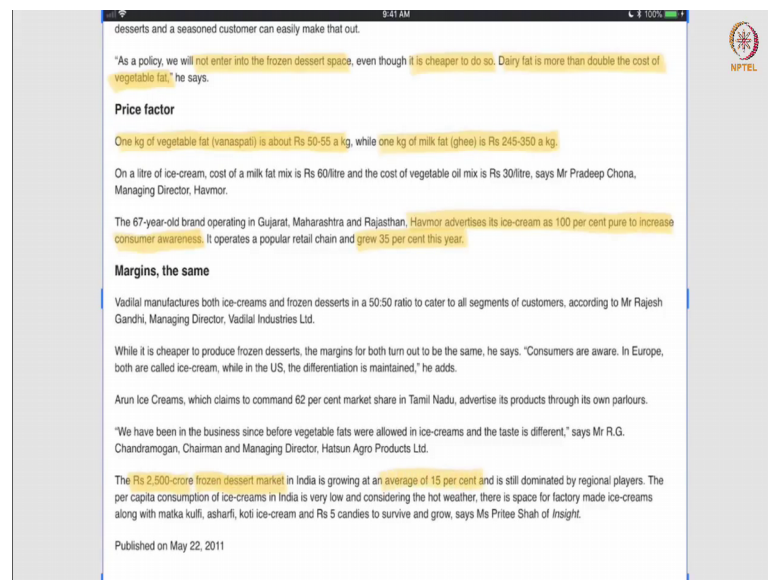 9:41 AM
100%
desserts and a seasoned customer can easily make that out.
“As a policy, we will not enter into the frozen dessert space, even though it is cheaper to do so. Dairy fat is more than double the cost of
vegetable fat,” he says.
Price factor
One kg of vegetable fat (vanaspati) is about Rs 50-55 a kg, while one kg of milk fat (ghee) is Rs 245-350 a kg.
On a litre of ice-cream, cost of a milk fat mix is Rs 60/litre and the cost of vegetable oil mix is Rs 30/litre, says Mr Pradeep Chona,
Managing Director, Havmor.
The 67-year-old brand operating in Gujarat, Maharashtra and Rajasthan, Havmor advertises its ice-cream as 100 per cent pure to increase
consumer awareness. It operates a popular retail chain and grew 35 per cent this year.
Margins, the same
Vadilal manufactures both ice-creams and frozen desserts in a 50:50 ratio to cater to all segments of customers, according to Mr Rajesh
Gandhi, Managing Director, Vadilal Industries Ltd.
While it is cheaper to produce frozen desserts, the margins for both turn out to be the same, he says. “Consumers are aware. In Europe,
both are called ice-cream, while in the US, the differentiation is maintained,” he adds.
Arun Ice Creams, which claims to command 62 per cent market share in Tamil Nadu, advertise its products through its own parlours.
“We have been in the business since before vegetable fats were allowed in ice-creams and the taste is different,” says Mr R.G.
Chandramogan, Chairman and Managing Director, Hatsun Agro Products Ltd.
The Rs 2,500-crore frozen dessert market in India is growing at an average of 15 per cent and is still dominated by regional players. The
per capita consumption of ice-creams in India is very low and considering the hot weather, there is space for factory made ice-creams
along with matka kulfi, asharfi, koti ice-cream and Rs 5 candies to survive and grow, says Ms Pritee Shah of Insight.
Published on May 22, 2011
NPTEL